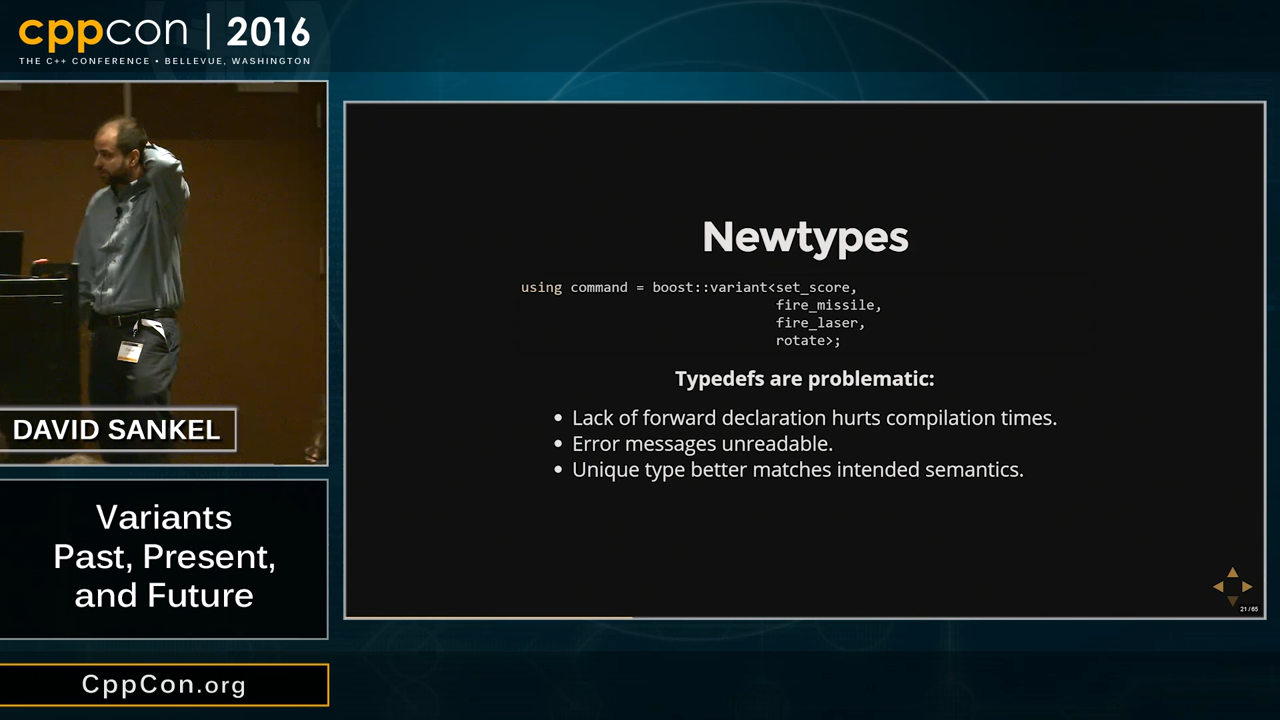 cppcon | 2016
THE C++ CONFERENCE • BELLEVUE, WASHINGTON
DAVID SANKEL
Variants
Past, Present,
and Future
CppCon.org
Newtypes
using command = boost::variant<set_score,
fire_missile,
fire_laser,
rotate>;
Typedefs are problematic:
• Lack of forward declaration hurts compilation times.
• Error messages unreadable.
• Unique type better matches intended semantics.
21 / 65